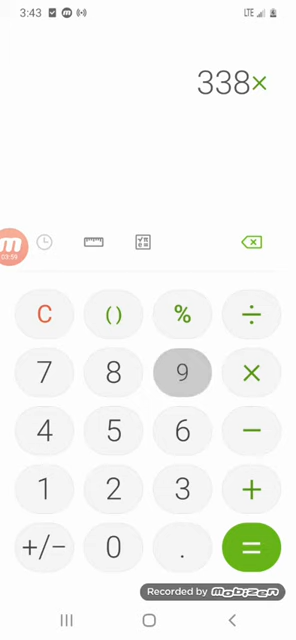 3:43 m LTE
338×
m
03:59
C ( ) % ÷
7 8 9 ×
4 5 6 −
1 2 3 +
+/− 0 . =
Recorded by mobizen